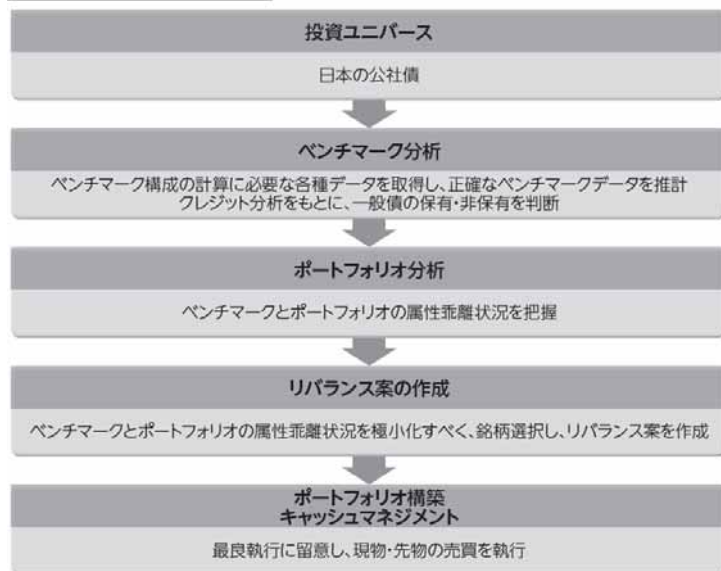 投資ユニバース
日本の公社債
ベンチマーク分析
ベンチマーク構成の計算に必要な各種データを取得し、正確なベンチマークデータを推計
クレジット分析をもとに、一般債の保有・非保有を判断
ポートフォリオ分析
ベンチマークとポートフォリオの属性乖離状況を把握
リバランス案の作成
ベンチマークとポートフォリオの属性乖離状況を極小化すべく、銘柄選択し、リバランス案を作成
ポートフォリオ構築
キャッシュマネジメント
最良執行に留意し、現物・先物の売買を執行